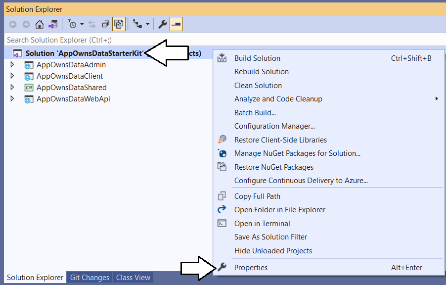 Solution Explorer
Search Solution Explorer (Ctrl+;)
Solution 'AppOwnsDataStarterKit' cts)
AppOwnsDataAdmin
AppOwnsDataClient
AppOwnsDataShared
AppOwnsDataWebApi
Build Solution Ctrl+Shift+B
Rebuild Solution
Clean Solution
Analyze and Code Cleanup
Batch Build...
Configuration Manager...
Restore Client-Side Libraries
Manage NuGet Packages for Solution...
Restore NuGet Packages
Configure Continuous Delivery to Azure...
Copy Full Path
Open Folder in File Explorer
Open in Terminal
Save As Solution Filter
Hide Unloaded Projects
Properties Alt+Enter
Solution Explorer Git Changes Class View